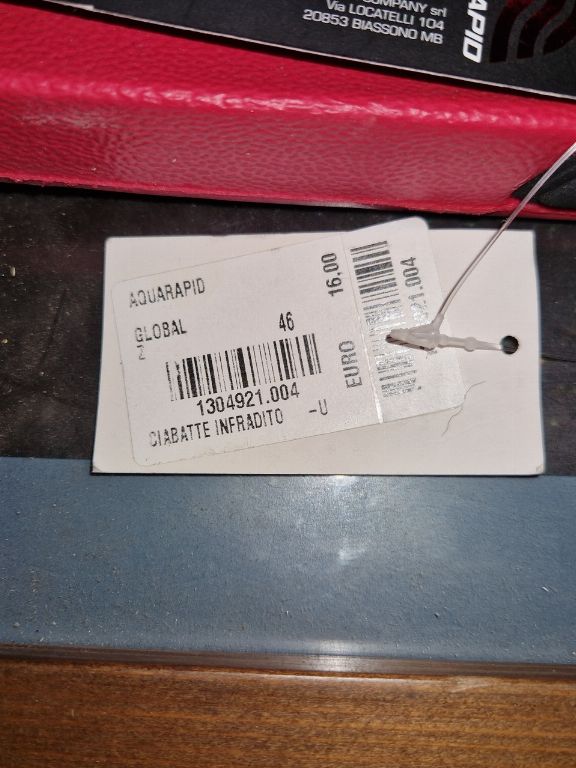 COMPANY srl
Via LOCATELLI 104
20853 BIASSONO MB
RAPID
AQUARAPID
GLOBAL 46
Z
1304921.004
CIABATTE INFRADITO -U
EURO 16,00
21.004